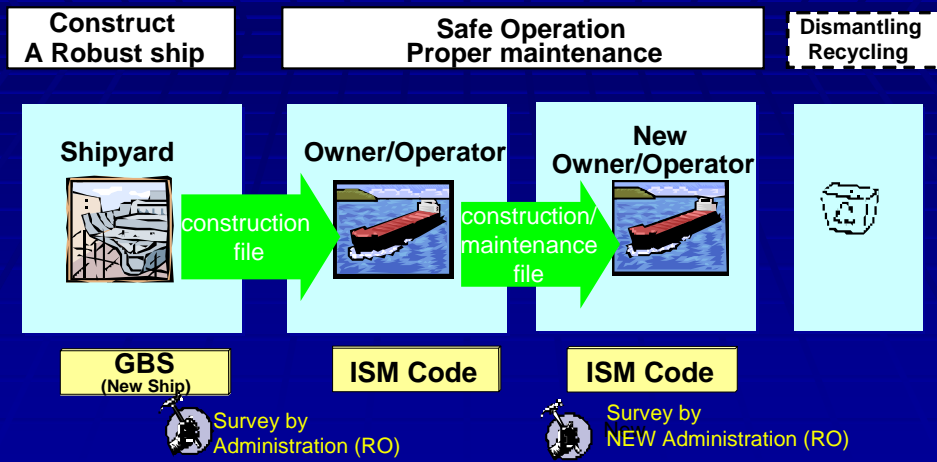 Construct
A Robust ship
Safe Operation
Proper maintenance
Dismantling
Recycling
Shipyard
Owner/Operator
New
Owner/Operator
construction
file
construction/
maintenance
file
GBS
(New Ship)
ISM Code
ISM Code
Survey by
Administration (RO)
Survey by
NEW Administration (RO)